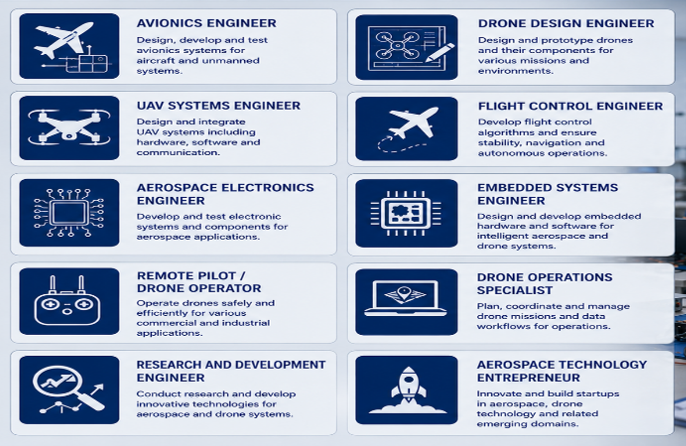 AVIONICS ENGINEER
Design, develop and test
avionics systems for
aircraft and unmanned
systems.
DRONE DESIGN ENGINEER
Design and prototype drones
and their components for
various missions and
environments.
UAV SYSTEMS ENGINEER
Design and integrate
UAV systems including
hardware, software and
communication.
FLIGHT CONTROL ENGINEER
Develop flight control
algorithms and ensure
stability, navigation and
autonomous operations.
AEROSPACE ELECTRONICS
ENGINEER
Develop and test electronic
systems and components for
aerospace applications.
EMBEDDED SYSTEMS
ENGINEER
Design and develop embedded
hardware and software for
intelligent aerospace and
drone systems.
REMOTE PILOT /
DRONE OPERATOR
Operate drones safely and
efficiently for various
commercial and industrial
applications.
DRONE OPERATIONS
SPECIALIST
Plan, coordinate and manage
drone missions and data
workflows for operations.
RESEARCH AND DEVELOPMENT
ENGINEER
Conduct research and develop
innovative technologies for
aerospace and drone systems.
AEROSPACE TECHNOLOGY
ENTREPRENEUR
Innovate and build startups
in aerospace, drone
technology and related
emerging domains.